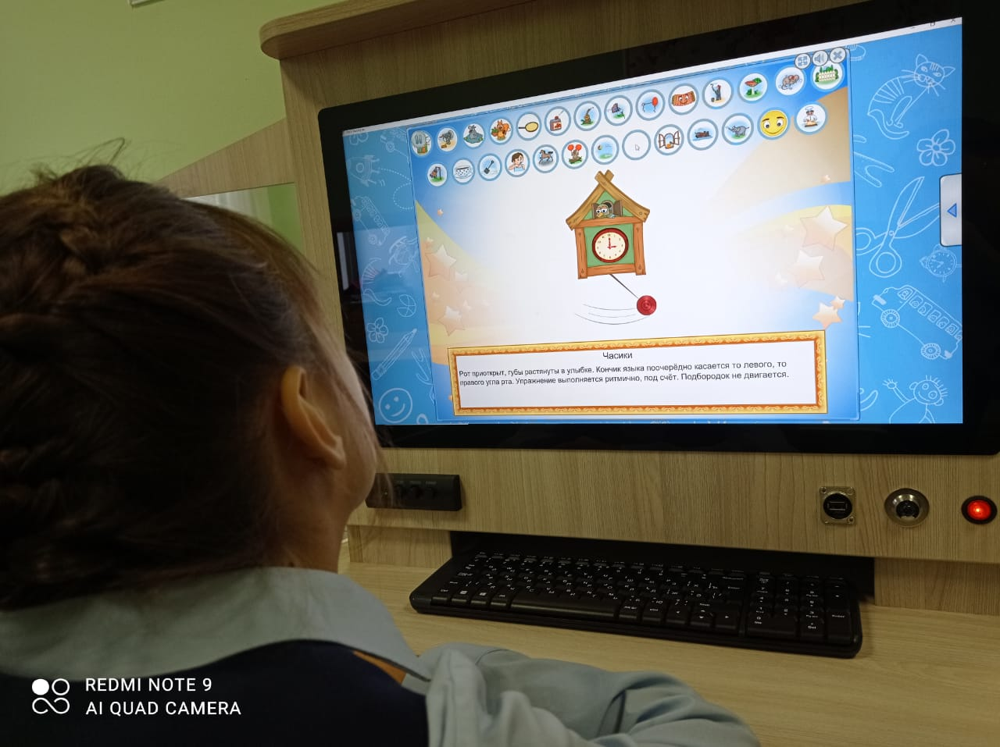 Часики
Рот приоткрыт, губы растянуты в улыбке. Кончик языка поочерёдно касается то левого, то
правого угла рта. Упражнение выполняется ритмично, под счёт. Подбородок не двигается.
REDMI NOTE 9
AI QUAD CAMERA